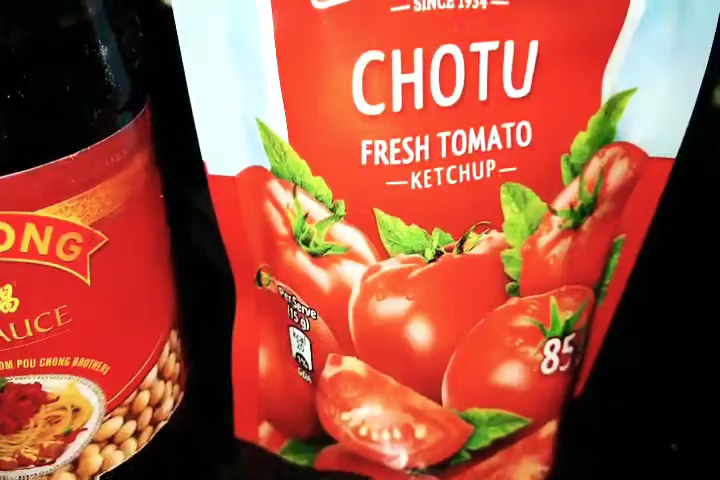 SINCE 1934
CHOTU
FRESH TOMATO
KETCHUP
Per Serve
(15 g)
85
ONG
AUCE
OM POU CHONG BROTHERS